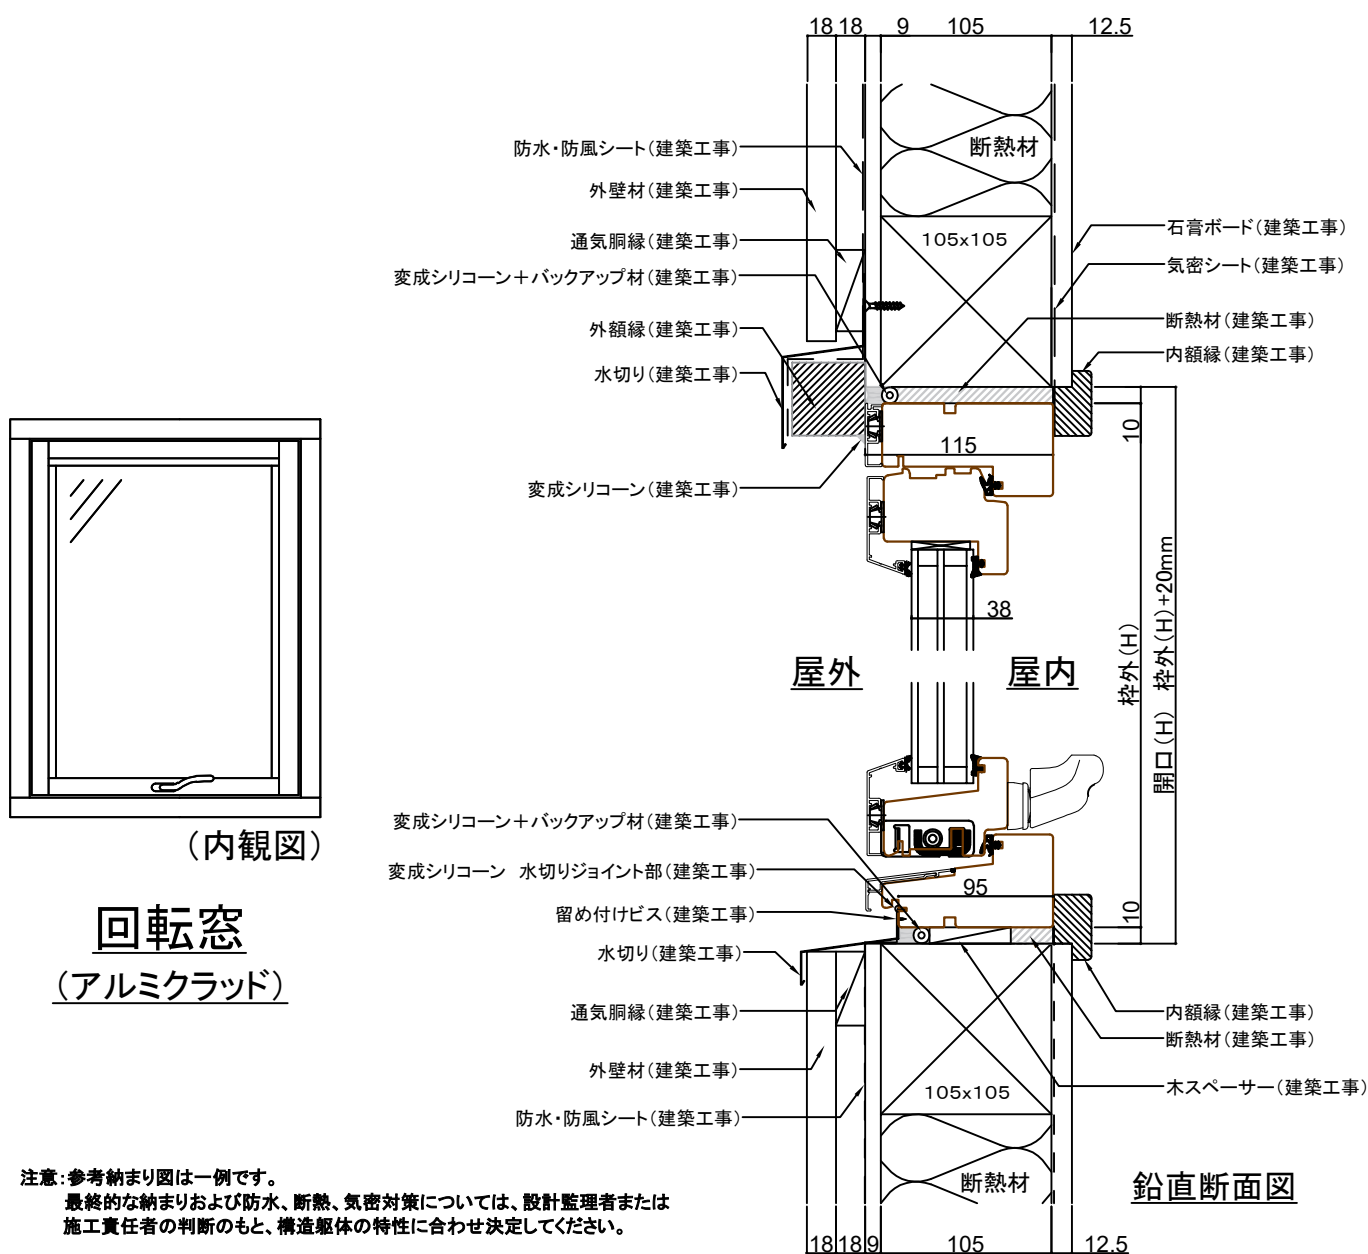 18 18 9 105 12.5
断熱材
防水・防風シート(建築工事)
外壁材(建築工事)
通気胴縁(建築工事)
変成シリコーン+バックアップ材(建築工事)
外額縁(建築工事)
水切り(建築工事)
変成シリコーン(建築工事)
105x105
石膏ボード(建築工事)
気密シート(建築工事)
断熱材(建築工事)
内額縁(建築工事)
10
115
38
屋外
屋内
枠外(H)
開口(H) 枠外(H)+20mm
(内観図)
回転窓
(アルミクラッド)
変成シリコーン+バックアップ材(建築工事)
変成シリコーン 水切りジョイント部(建築工事)
留め付けビス(建築工事)
水切り(建築工事)
通気胴縁(建築工事)
外壁材(建築工事)
防水・防風シート(建築工事)
95
10
105x105
内額縁(建築工事)
断熱材(建築工事)
木スペーサー(建築工事)
断熱材
鉛直断面図
18 18 9 105 12.5
注意:参考納まり図は一例です。
最終的な納まりおよび防水、断熱、気密対策については、設計監理者または
施工責任者の判断のもと、構造躯体の特性に合わせ決定してください。